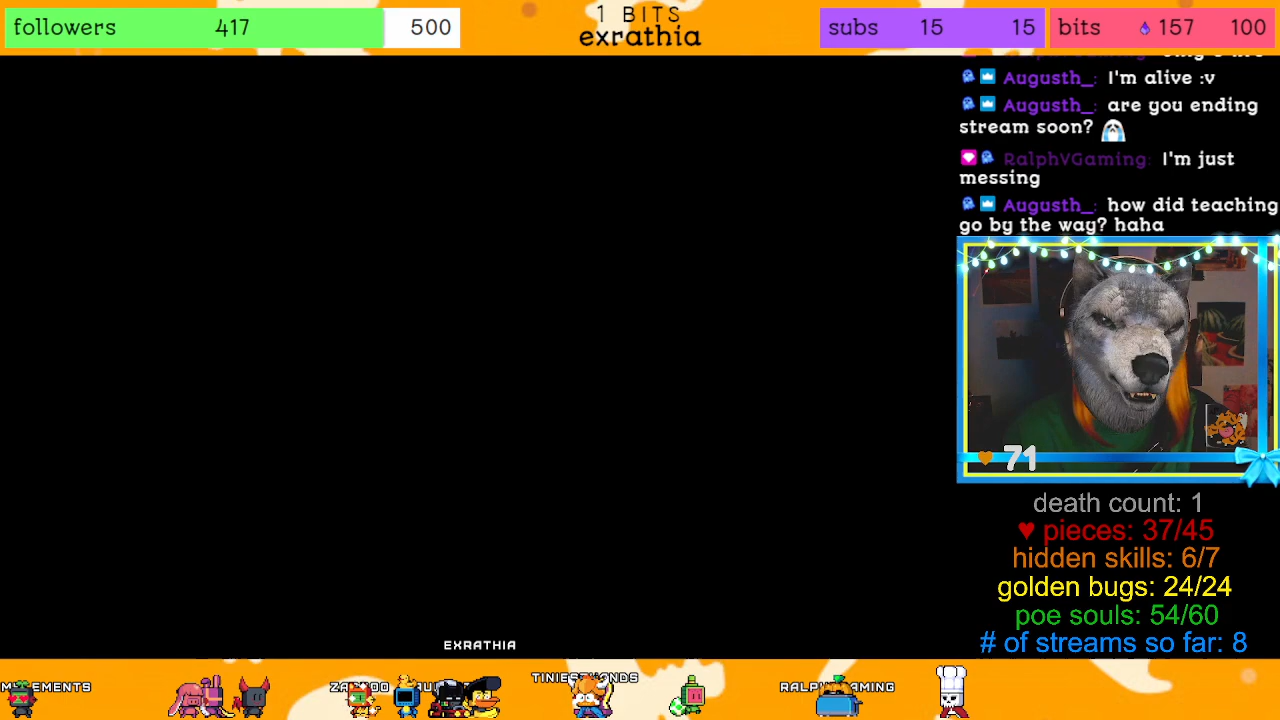 followers 417 500
1 BITS
exrathia
subs 15 15
bits 157 100
Augusth_: I'm alive :v
Augusth_: are you ending
stream soon?
RalphVGaming: I'm just
messing
Augusth_: how did teaching
go by the way? haha
71
death count: 1
♥ pieces: 37/45
hidden skills: 6/7
golden bugs: 24/24
poe souls: 54/60
# of streams so far: 8
EXRATHIA